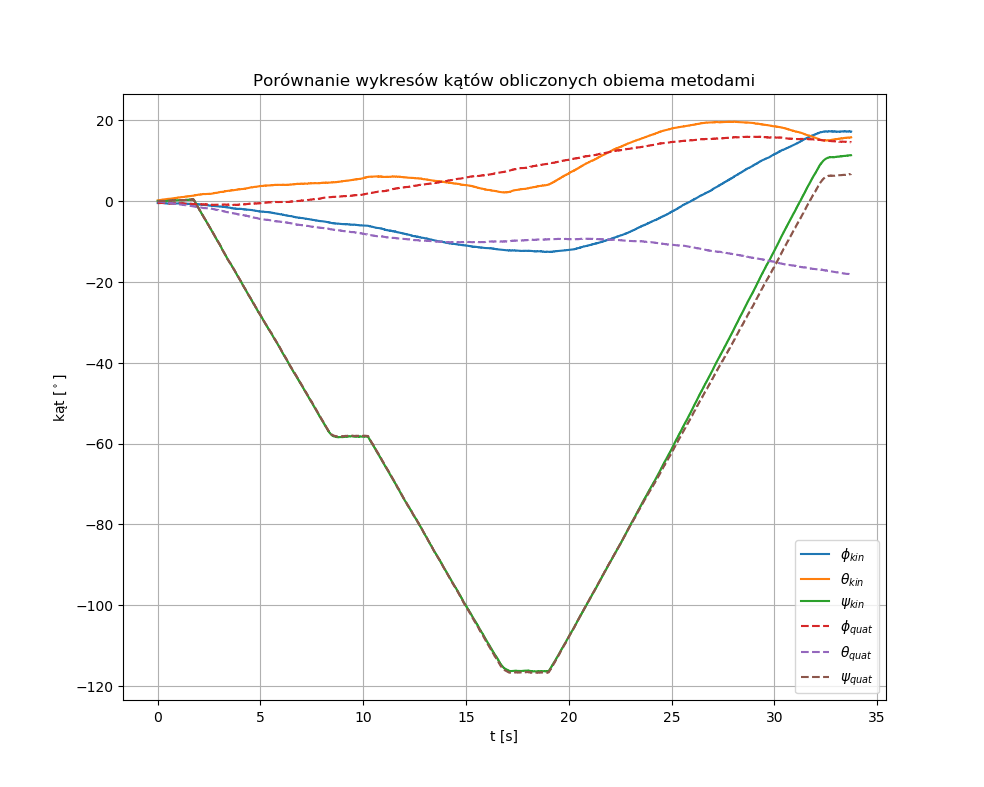 Porównanie wykresów kątów obliczonych obiema metodami
kąt [°]
20
0
−20
−40
−60
−80
−100
−120
0 5 10 15 20 25 30 35
t [s]
ϕkin
θkin
ψkin
ϕquat
θquat
ψquat